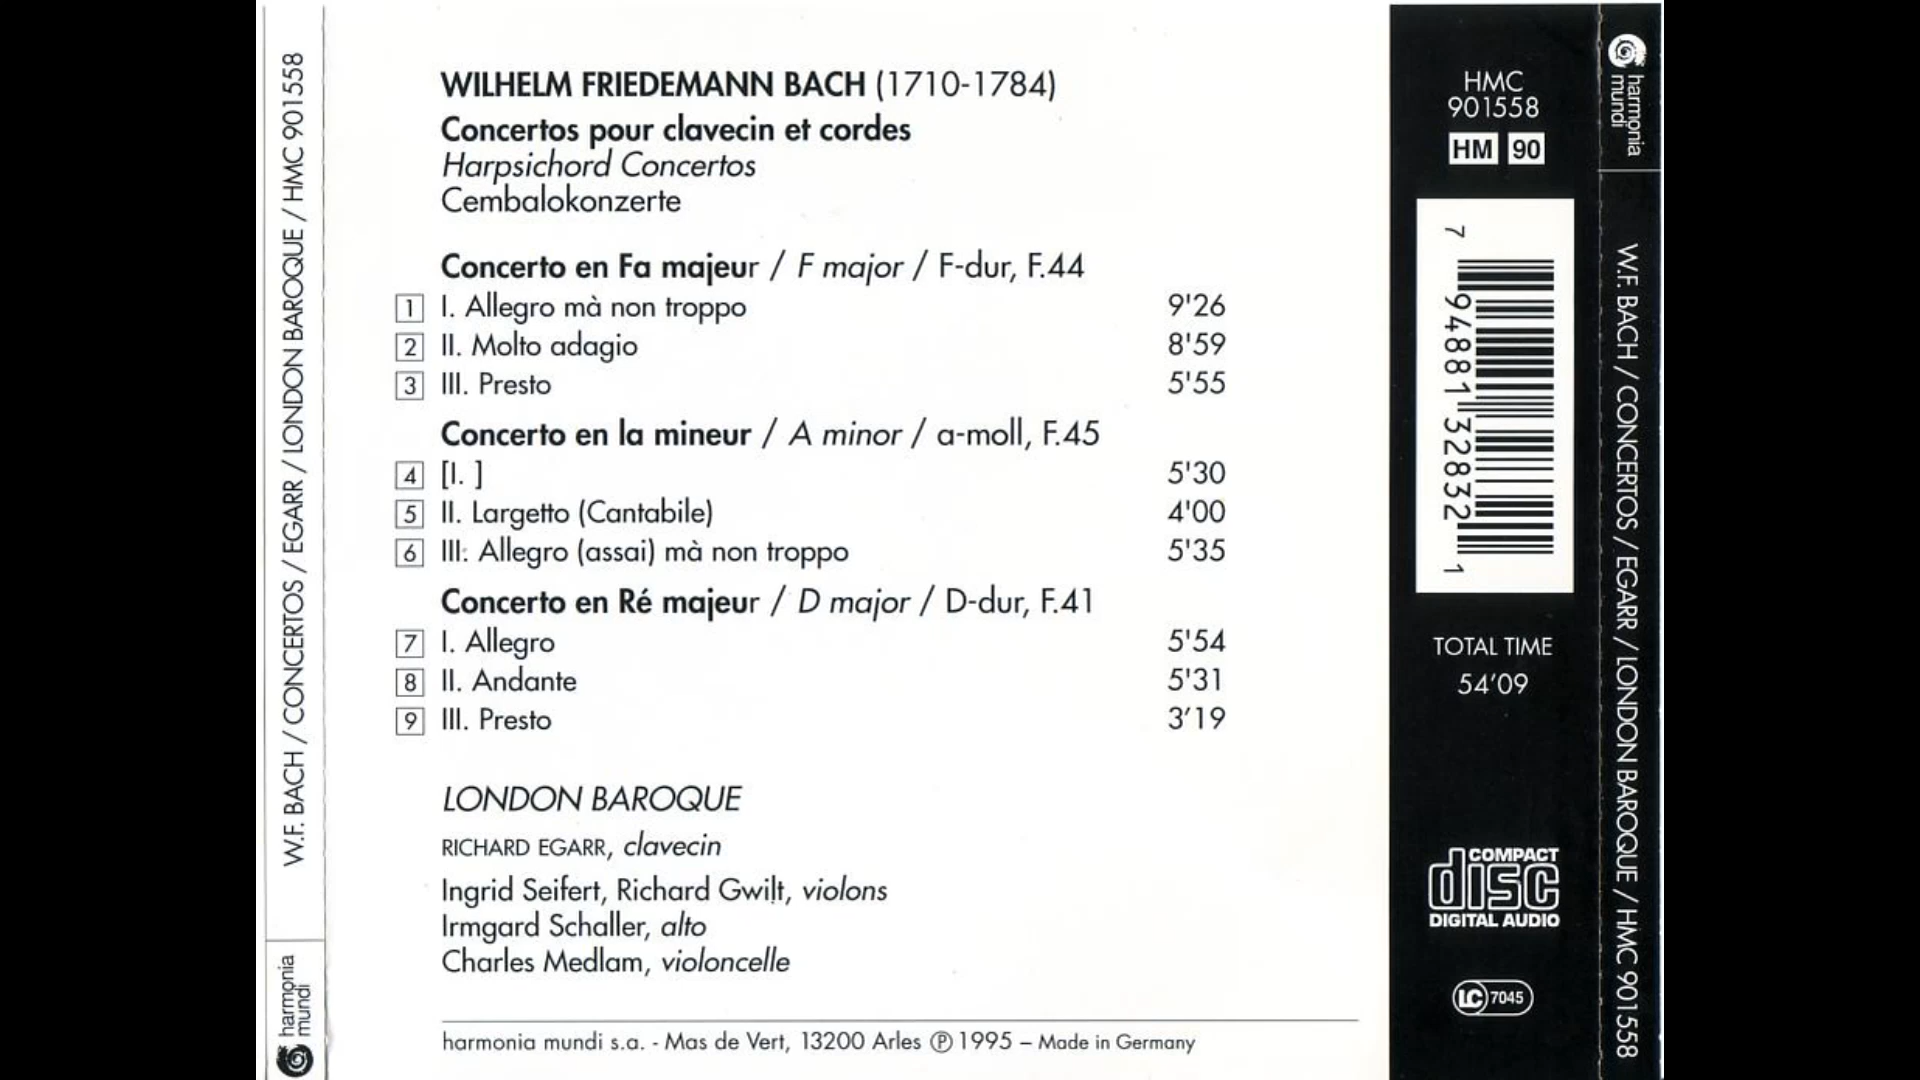 W.F. BACH / CONCERTOS / EGARR / LONDON BAROQUE / HMC 901558
harmonia
mundi
WILHELM FRIEDEMANN BACH (1710-1784)
Concertos pour clavecin et cordes
Harpsichord Concertos
Cembalokonzerte
Concerto en Fa majeur / F major / F-dur, F.44
1 I. Allegro mà non troppo 9'26
2 II. Molto adagio 8'59
3 III. Presto 5'55
Concerto en la mineur / A minor / a-moll, F.45
4 [I. ] 5'30
5 II. Largetto (Cantabile) 4'00
6 III. Allegro (assai) mà non troppo 5'35
Concerto en Ré majeur / D major / D-dur, F.41
7 I. Allegro 5'54
8 II. Andante 5'31
9 III. Presto 3'19
LONDON BAROQUE
RICHARD EGARR, clavecin
Ingrid Seifert, Richard Gwilt, violons
Irmgard Schaller, alto
Charles Medlam, violoncelle
harmonia mundi s.a. - Mas de Vert, 13200 Arles ℗ 1995 – Made in Germany
HMC
901558
HM 90
7 94881 32832 1
TOTAL TIME
54'09
COMPACT
disc
DIGITAL AUDIO
LC 7045
harmonia
mundi
W.F. BACH / CONCERTOS / EGARR / LONDON BAROQUE / HMC 901558